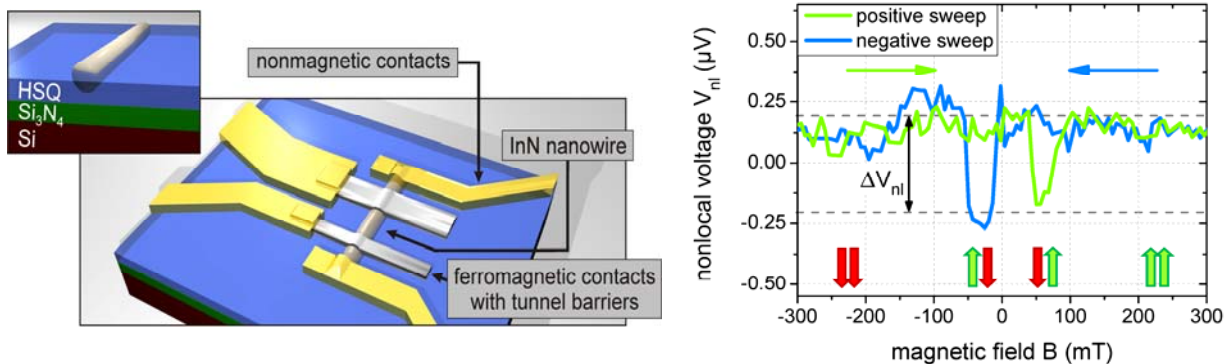 HSQ
Si₃N₄
Si
nonmagnetic contacts
InN nanowire
ferromagnetic contacts
with tunnel barriers
nonlocal voltage Vₙₗ (μV)
0.50
0.25
0.00
-0.25
-0.50
positive sweep
negative sweep
ΔVₙₗ
-300 -200 -100 0 100 200 300
magnetic field B (mT)